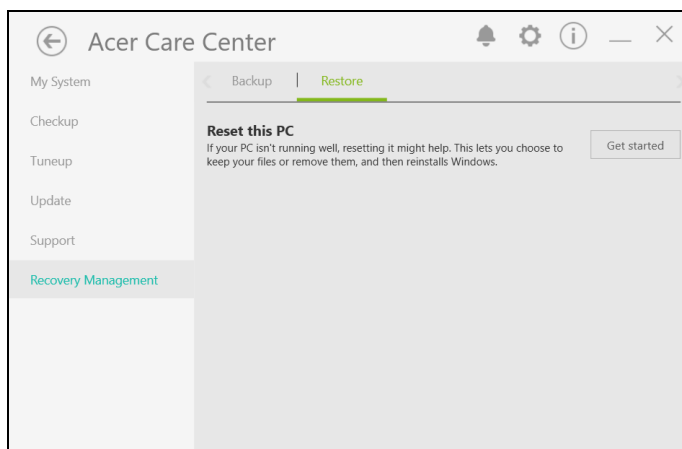 Acer Care Center
My System
Checkup
Tuneup
Update
Support
Recovery Management
Backup
Restore
Reset this PC
If your PC isn't running well, resetting it might help. This lets you choose to
keep your files or remove them, and then reinstalls Windows.
Get started